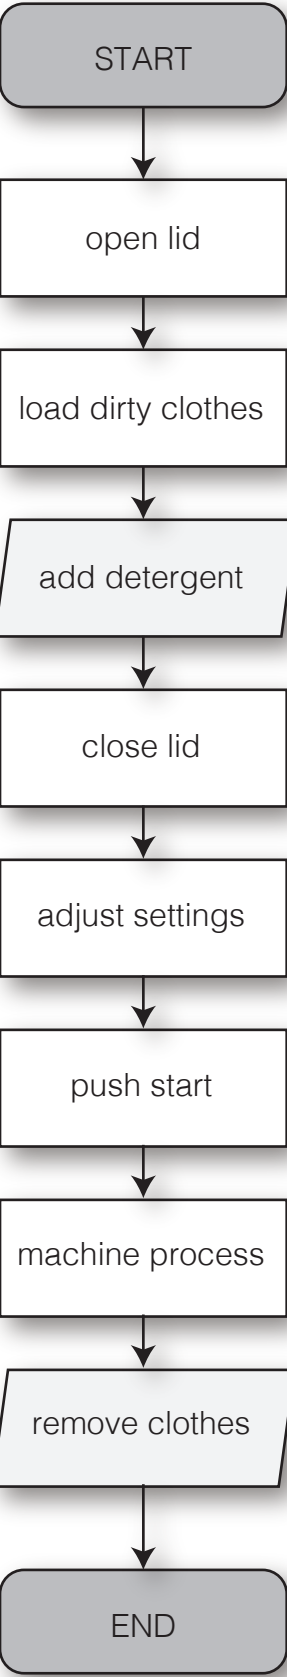 START
open lid
load dirty clothes
add detergent
close lid
adjust settings
push start
machine process
remove clothes
END